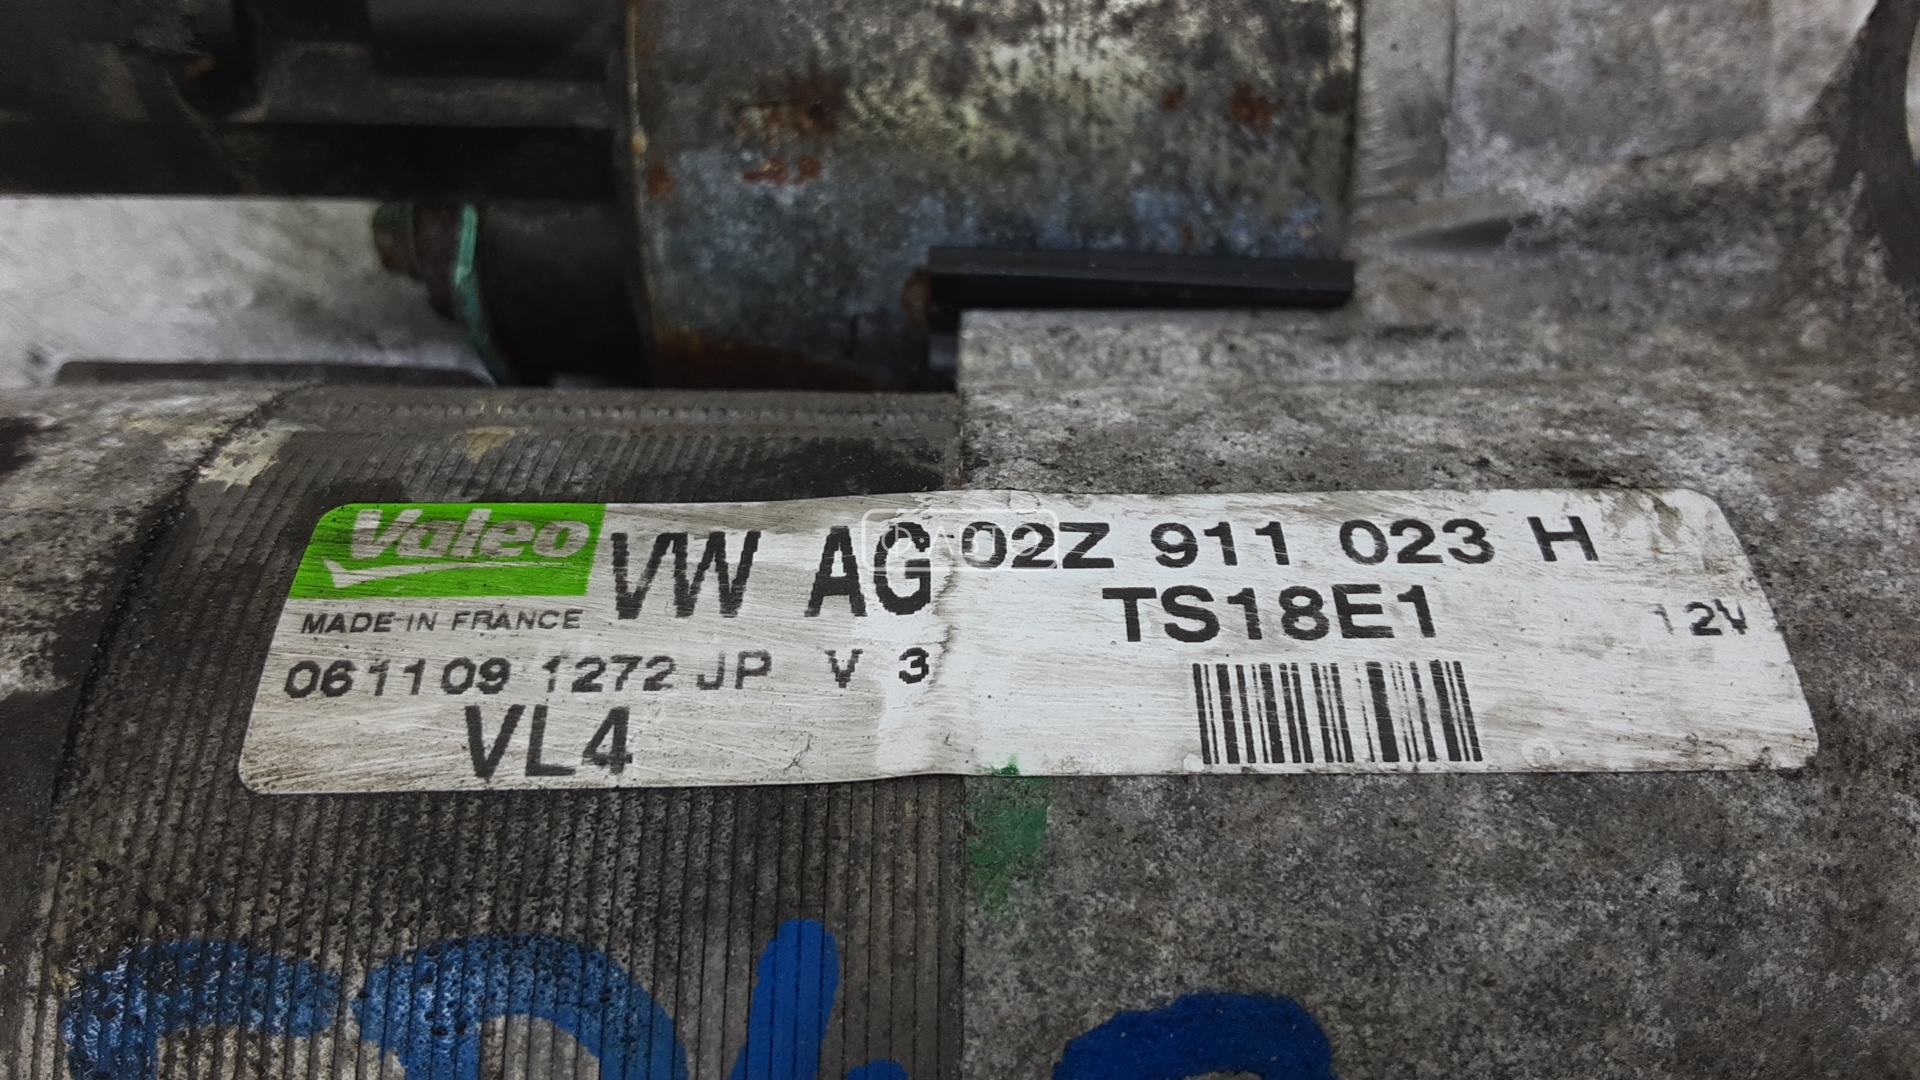 Valeo VW AG 02Z 911 023 H
MADE IN FRANCE TS18E1 12V
061109 1272 JP V 3
VL4